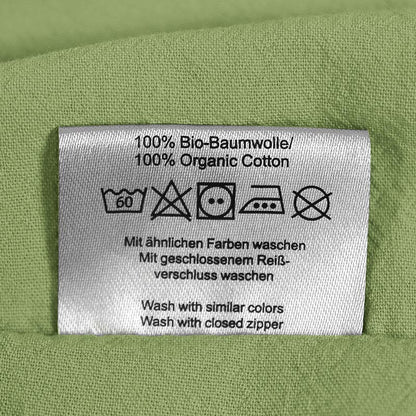 100% Bio-Baumwolle/
100% Organic Cotton
60
Mit ähnlichen Farben waschen
Mit geschlossenem Reiß-
verschluss waschen
Wash with similar colors
Wash with closed zipper